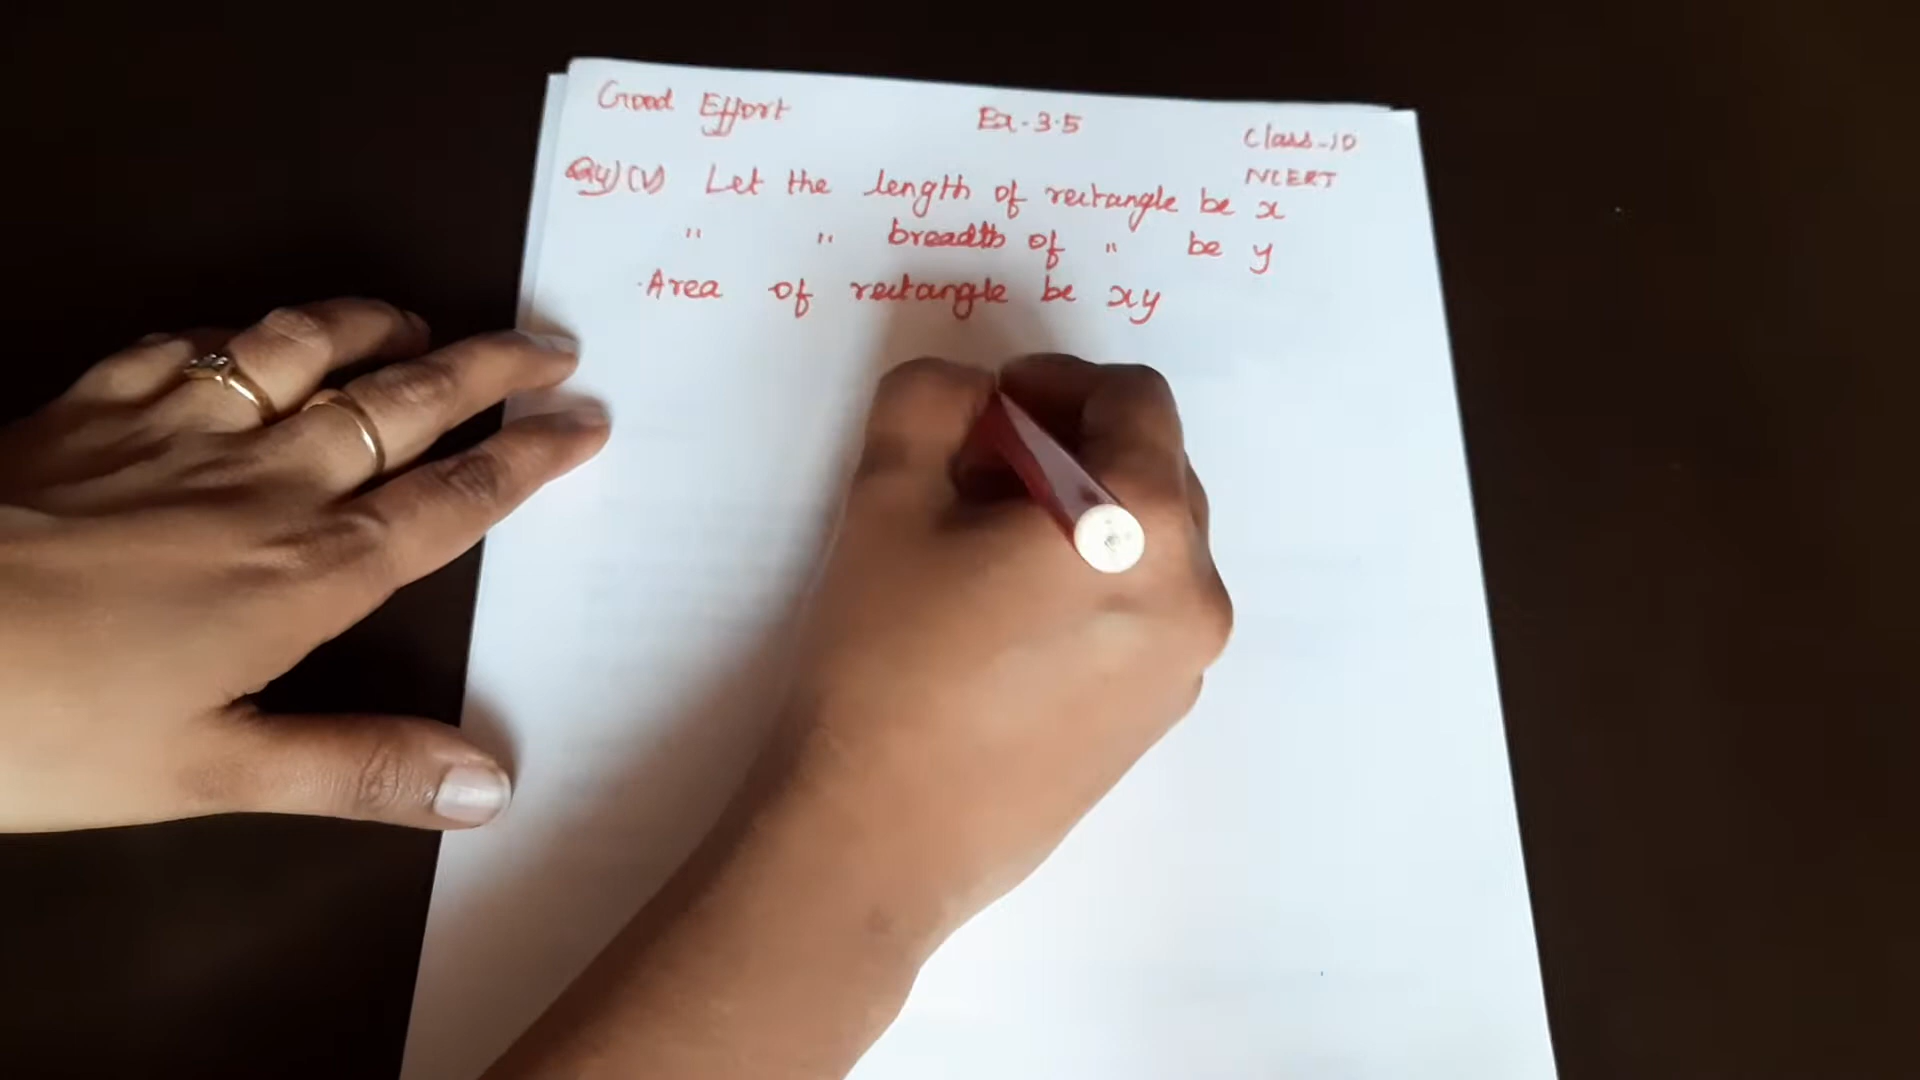 Good Effort Ex-3.5 Class-10
NCERT
Q4)(V) Let the length of rectangle be x
" " breadth of " be y
Area of rectangle be xy